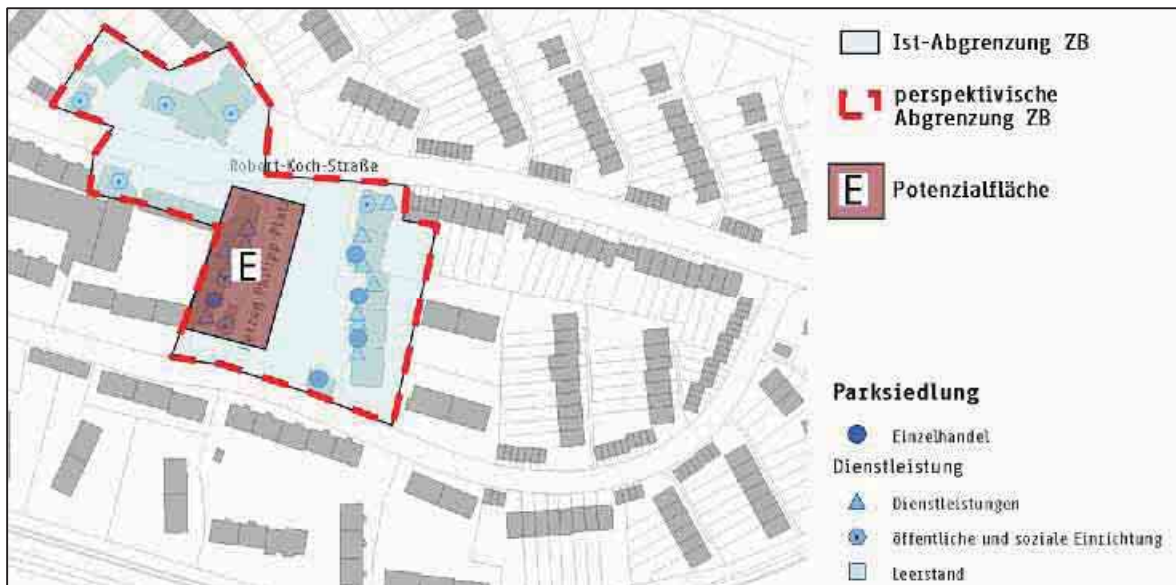 Robert-Koch-Straße
E
Ist-Abgrenzung ZB
perspektivische
Abgrenzung ZB
E
Potenzialfläche
Parksiedlung
Einzelhandel
Dienstleistung
Dienstleistungen
öffentliche und soziale Einrichtung
Leerstand